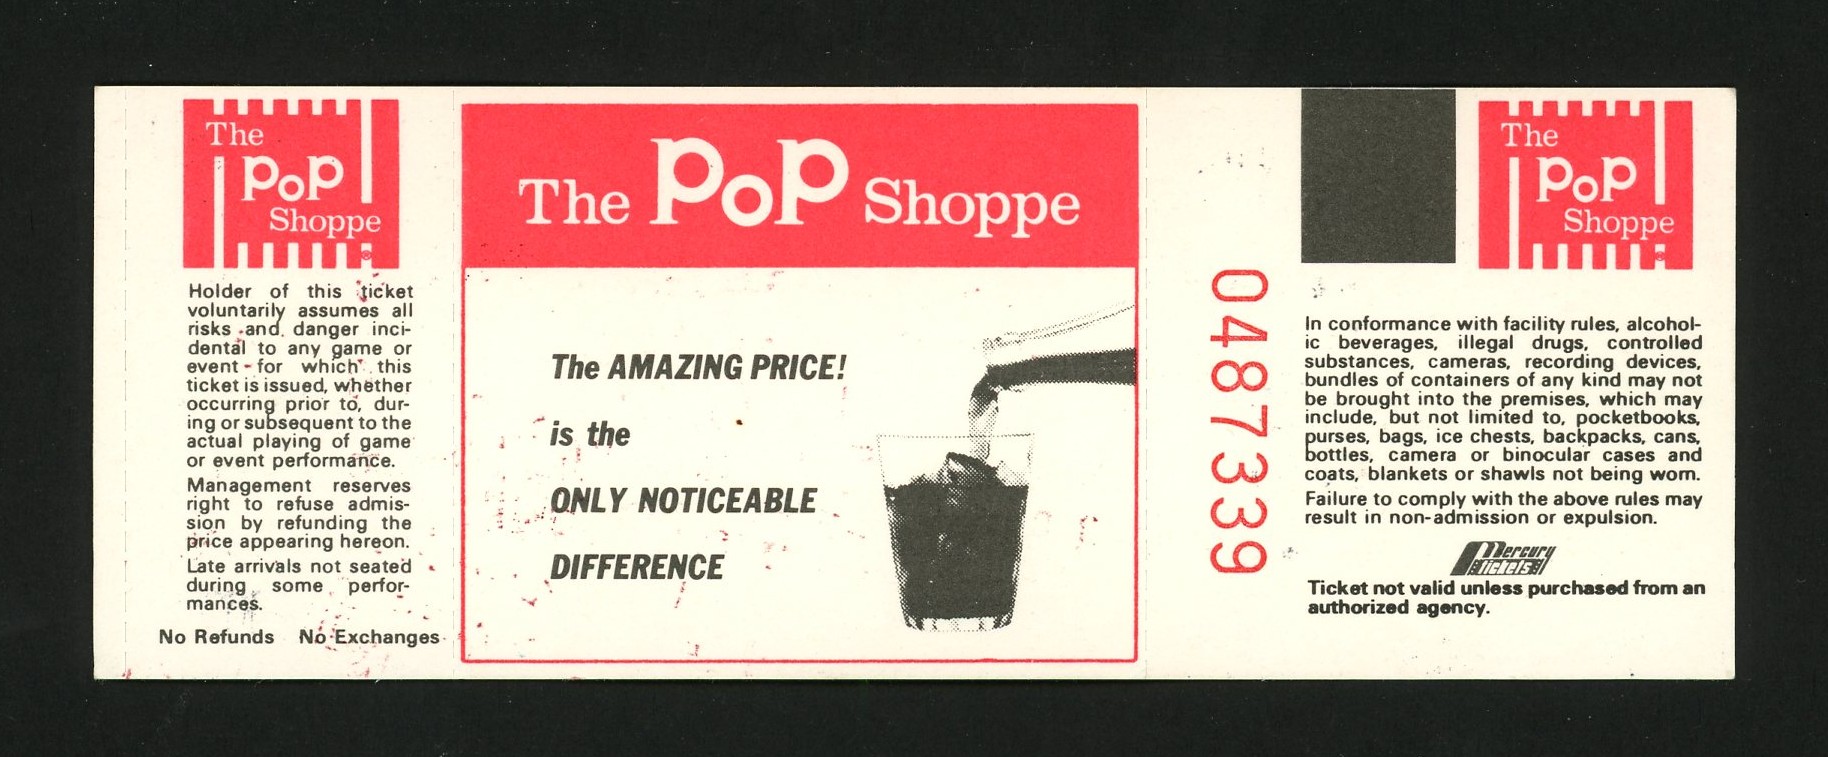 The
PoP
Shoppe
Holder of this ticket
voluntarily assumes all
risks and danger inci-
dental to any game or
event for which this
ticket is issued, whether
occurring prior to, dur-
ing or subsequent to the
actual playing of game
or event performance.
Management reserves
right to refuse admis-
sion by refunding the
price appearing hereon.
Late arrivals not seated
during some perfor-
mances.
No Refunds No Exchanges
The PoP Shoppe
The AMAZING PRICE!
is the
ONLY NOTICEABLE
DIFFERENCE
0487339
The
PoP
Shoppe
In conformance with facility rules, alcohol-
ic beverages, illegal drugs, controlled
substances, cameras, recording devices,
bundles of containers of any kind may not
be brought into the premises, which may
include, but not limited to, pocketbooks,
purses, bags, ice chests, backpacks, cans,
bottles, camera or binocular cases and
coats, blankets or shawls not being worn.
Failure to comply with the above rules may
result in non-admission or expulsion.
Mercury
tickets
Ticket not valid unless purchased from an
authorized agency.